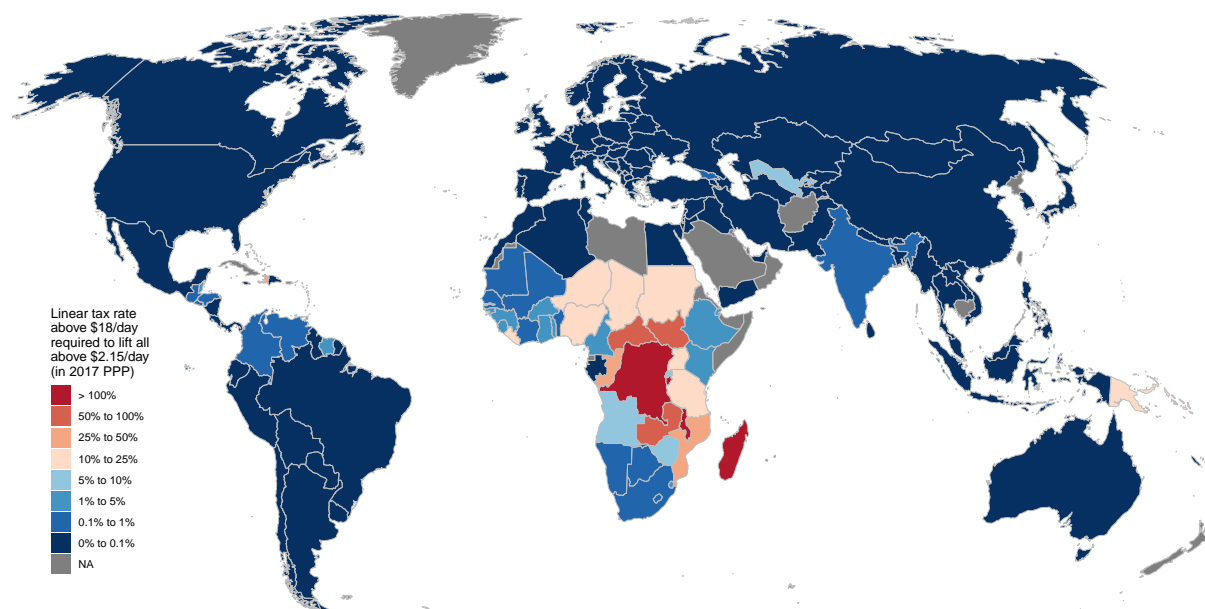 Linear tax rate
above $18/day
required to lift all
above $2.15/day
(in 2017 PPP)
> 100%
50% to 100%
25% to 50%
10% to 25%
5% to 10%
1% to 5%
0.1% to 1%
0% to 0.1%
NA